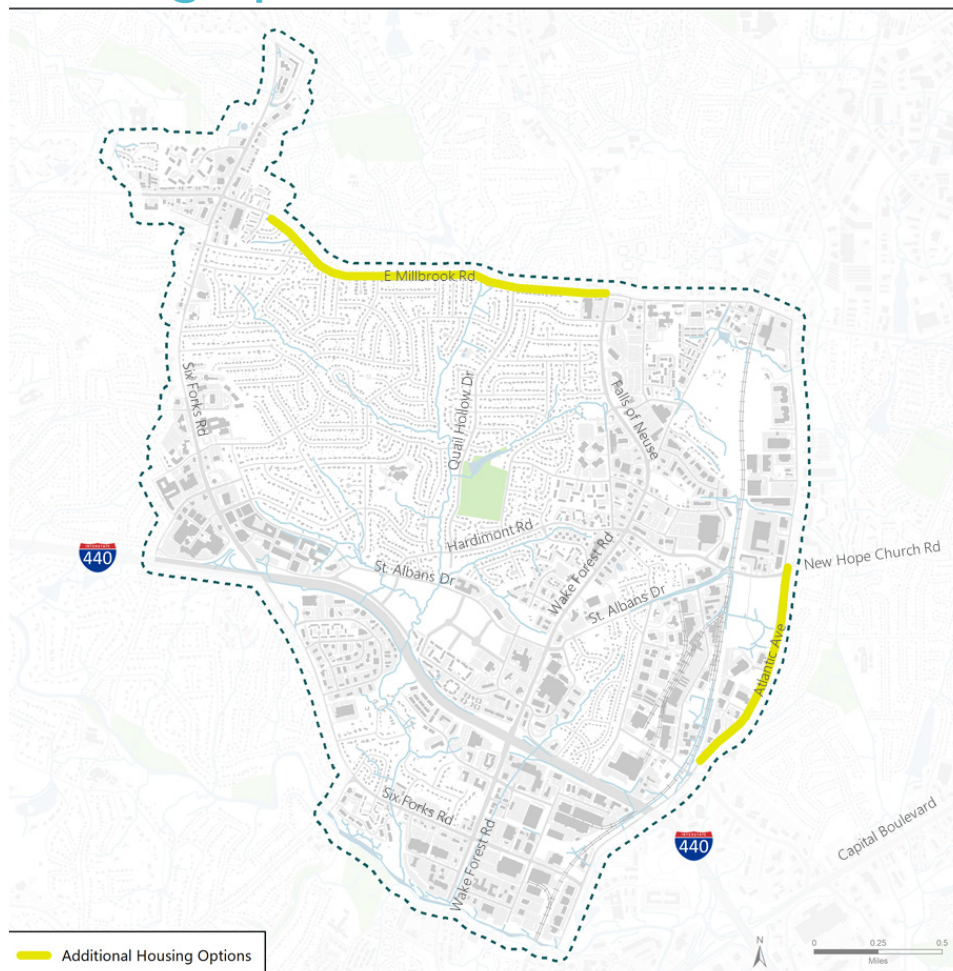 E Millbrook Rd
Six Forks Rd
Quail Hollow Dr
Falls of Neuse
Hardimont Rd
INTERSTATE
440
New Hope Church Rd
St. Albans Dr
Wake Forest Rd
St. Albans Dr
Atlantic Ave
Six Forks Rd
Wake Forest Rd
INTERSTATE
440
Capital Boulevard
Additional Housing Options
N
0 0.25 0.5
Miles